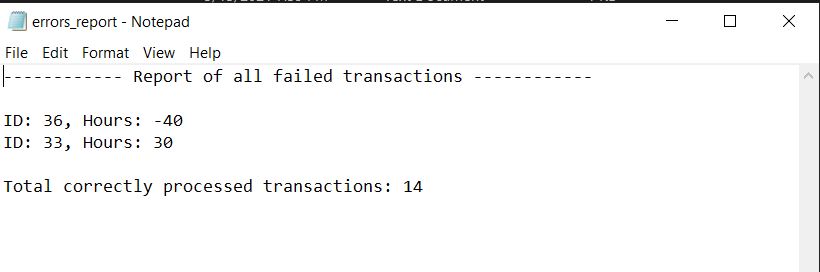 errors_report - Notepad
File Edit Format View Help
------------ Report of all failed transactions ------------
ID: 36, Hours: -40
ID: 33, Hours: 30
Total correctly processed transactions: 14